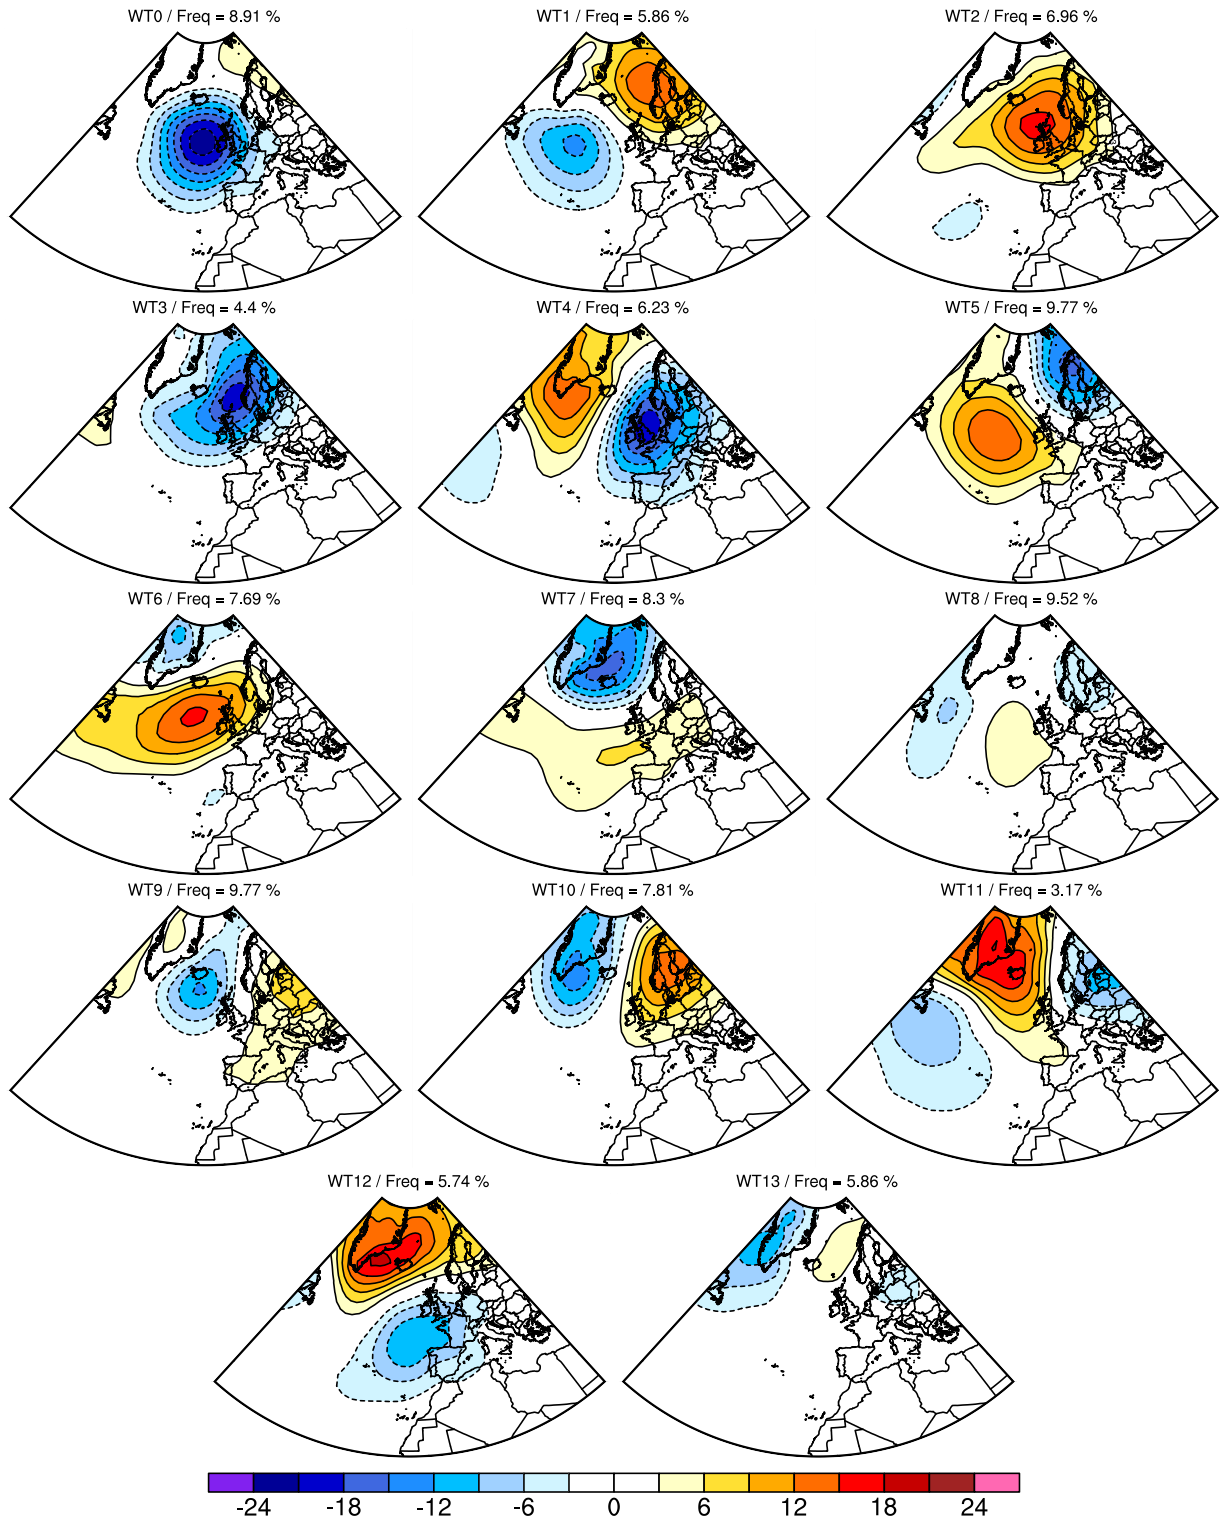 WT0 / Freq = 8.91 %
WT1 / Freq = 5.86 %
WT2 / Freq = 6.96 %
WT3 / Freq = 4.4 %
WT4 / Freq = 6.23 %
WT5 / Freq = 9.77 %
WT6 / Freq = 7.69 %
WT7 / Freq = 8.3 %
WT8 / Freq = 9.52 %
WT9 / Freq = 9.77 %
WT10 / Freq = 7.81 %
WT11 / Freq = 3.17 %
WT12 / Freq = 5.74 %
WT13 / Freq = 5.86 %
-24 -18 -12 -6 0 6 12 18 24